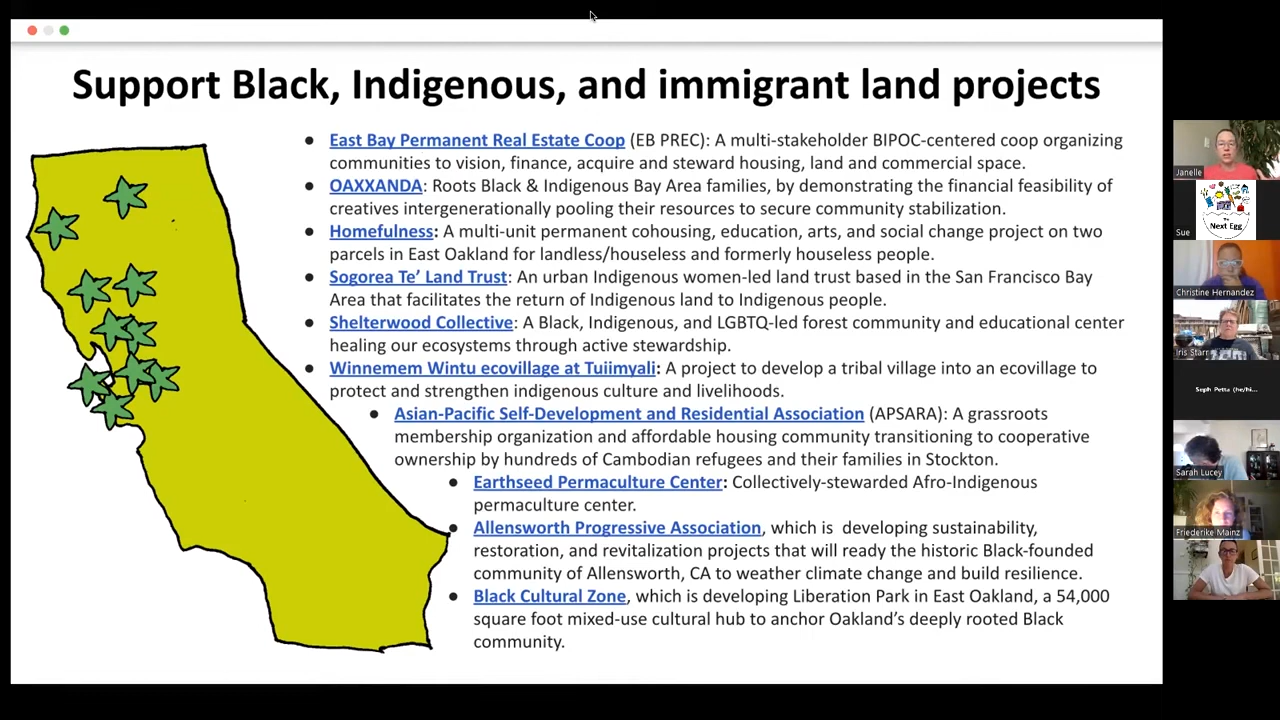 Support Black, Indigenous, and immigrant land projects
● East Bay Permanent Real Estate Coop (EB PREC): A multi-stakeholder BIPOC-centered coop organizing
communities to vision, finance, acquire and steward housing, land and commercial space.
● OAXXANDA: Roots Black & Indigenous Bay Area families, by demonstrating the financial feasibility of
creatives intergenerationally pooling their resources to secure community stabilization.
● Homefulness: A multi-unit permanent cohousing, education, arts, and social change project on two
parcels in East Oakland for landless/houseless and formerly houseless people.
● Sogorea Te’ Land Trust: An urban Indigenous women-led land trust based in the San Francisco Bay
Area that facilitates the return of Indigenous land to Indigenous people.
● Shelterwood Collective: A Black, Indigenous, and LGBTQ-led forest community and educational center
healing our ecosystems through active stewardship.
● Winnemem Wintu ecovillage at Tuiimyali: A project to develop a tribal village into an ecovillage to
protect and strengthen indigenous culture and livelihoods.
● Asian-Pacific Self-Development and Residential Association (APSARA): A grassroots
membership organization and affordable housing community transitioning to cooperative
ownership by hundreds of Cambodian refugees and their families in Stockton.
● Earthseed Permaculture Center: Collectively-stewarded Afro-Indigenous
permaculture center.
● Allensworth Progressive Association, which is developing sustainability,
restoration, and revitalization projects that will ready the historic Black-founded
community of Allensworth, CA to weather climate change and build resilience.
● Black Cultural Zone, which is developing Liberation Park in East Oakland, a 54,000
square foot mixed-use cultural hub to anchor Oakland’s deeply rooted Black
community.
Janelle
The
Next Egg
Sue
Christine Hernandez
Iris Starr
Seph Petta (he/hi...
Sarah Lucey
Friederike Mainz